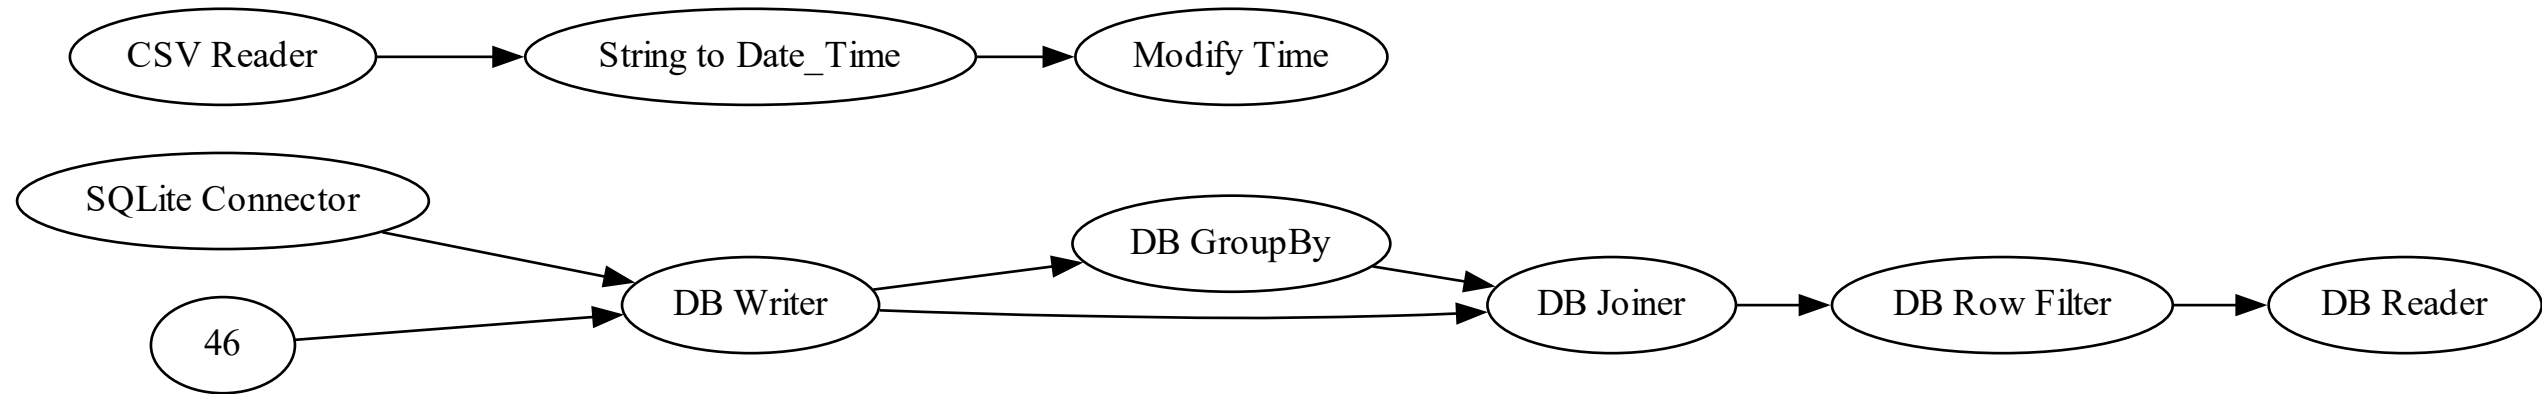 CSV Reader
String to Date_Time
Modify Time
SQLite Connector
DB GroupBy
DB Writer
DB Joiner
DB Row Filter
DB Reader
46